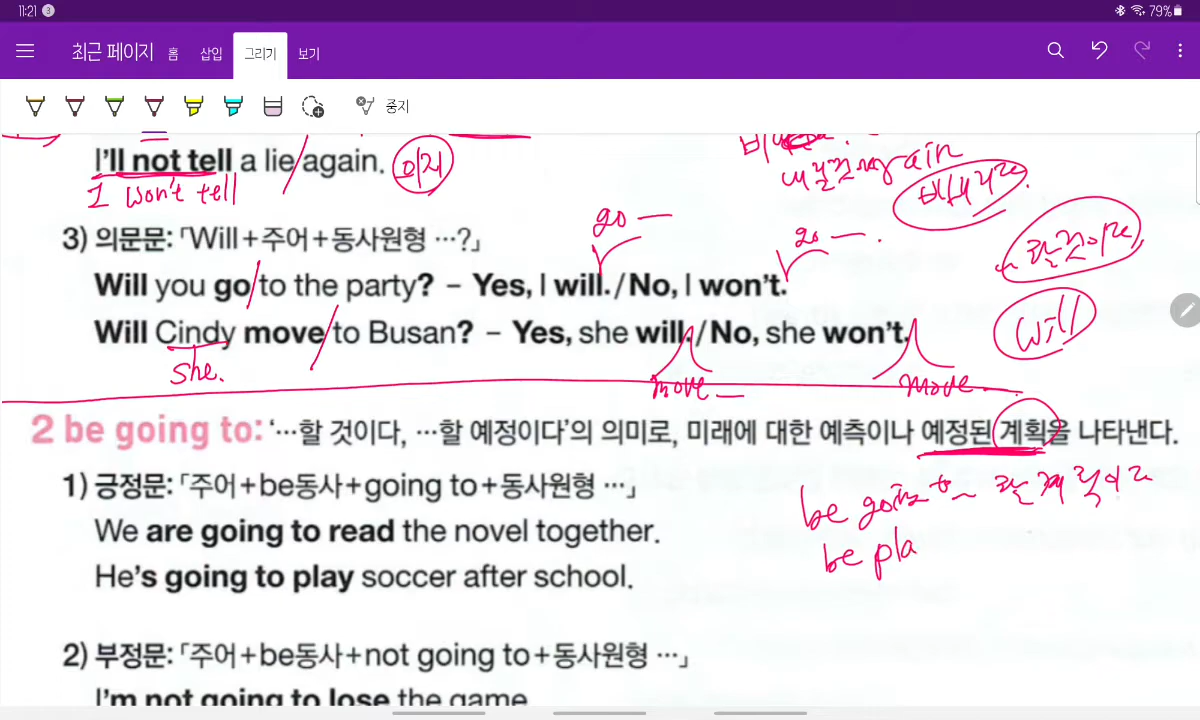 11:21 3 79%
최근 페이지 홈 삽입 그리기 보기
중지
I'll not tell a lie/again. 의지
I won't tell
again
3) 의문문: 「Will+주어+동사원형 …?」
go
go
Will you go/to the party? – Yes, I will./No, I won't.
Will Cindy move/to Busan? – Yes, she will./No, she won't.
will
she.
move
move
2 be going to: '…할 것이다, …할 예정이다'의 의미로, 미래에 대한 예측이나 예정된 계획을 나타낸다.
1) 긍정문: 「주어+be동사+going to+동사원형 …」
be going to 할 계획이다
We are going to read the novel together.
be pla
He's going to play soccer after school.
2) 부정문: 「주어+be동사+not going to+동사원형 …」
I'm not going to lose the game